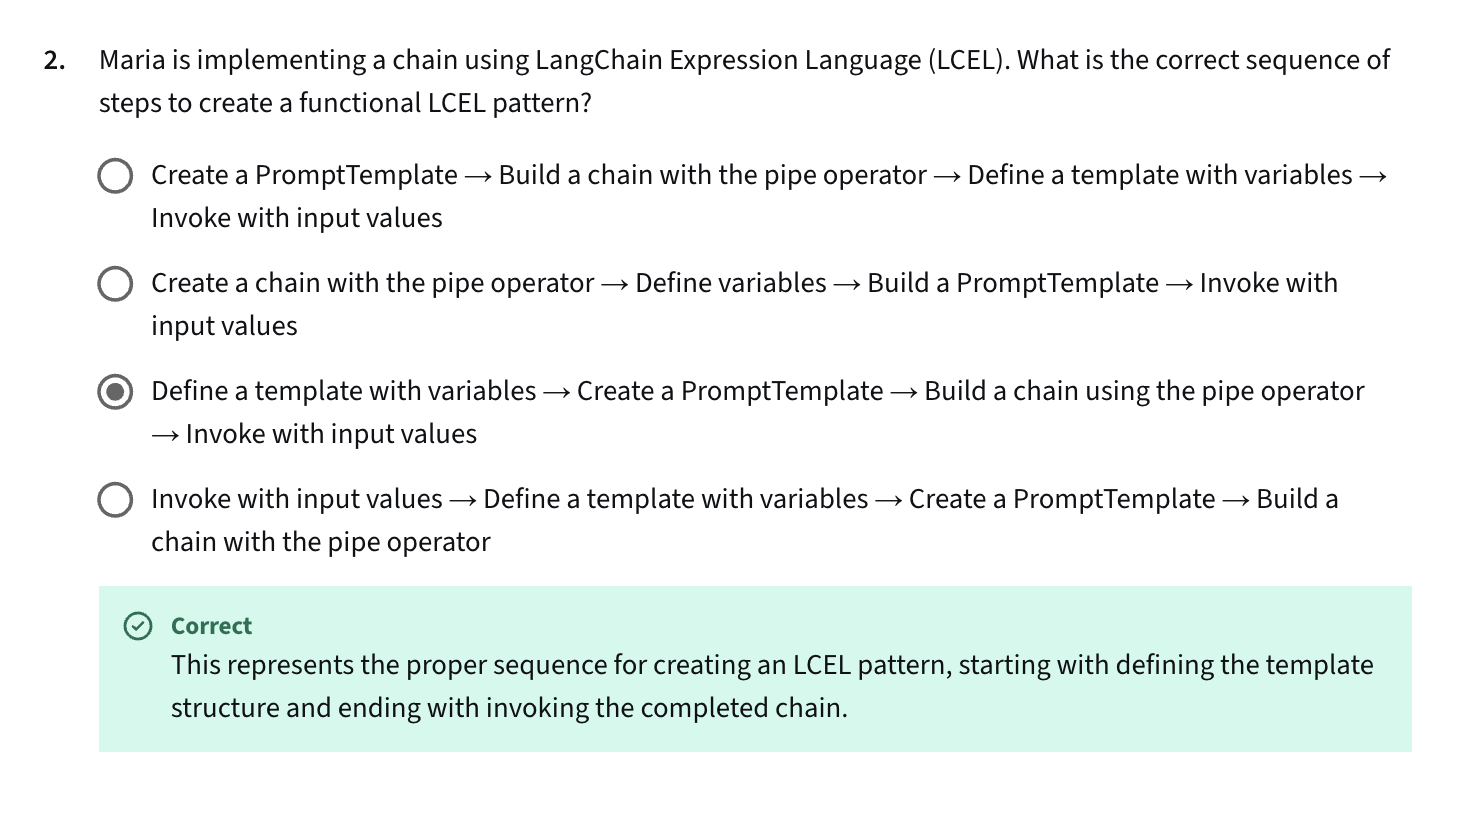 2. Maria is implementing a chain using LangChain Expression Language (LCEL). What is the correct sequence of
steps to create a functional LCEL pattern?
Create a PromptTemplate → Build a chain with the pipe operator → Define a template with variables →
Invoke with input values
Create a chain with the pipe operator → Define variables → Build a PromptTemplate → Invoke with
input values
Define a template with variables → Create a PromptTemplate → Build a chain using the pipe operator
→ Invoke with input values
Invoke with input values → Define a template with variables → Create a PromptTemplate → Build a
chain with the pipe operator
Correct
This represents the proper sequence for creating an LCEL pattern, starting with defining the template
structure and ending with invoking the completed chain.